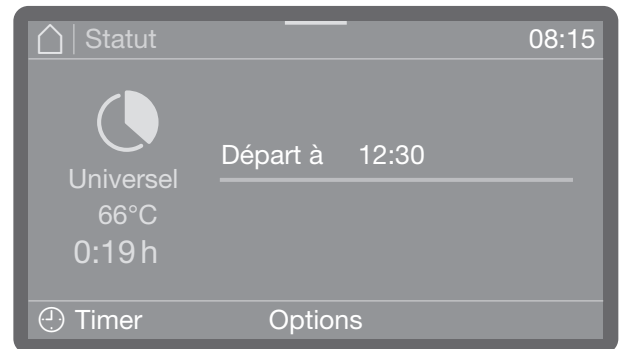 Statut 08:15
Départ à 12:30
Universel
66°C
0:19 h
Timer Options